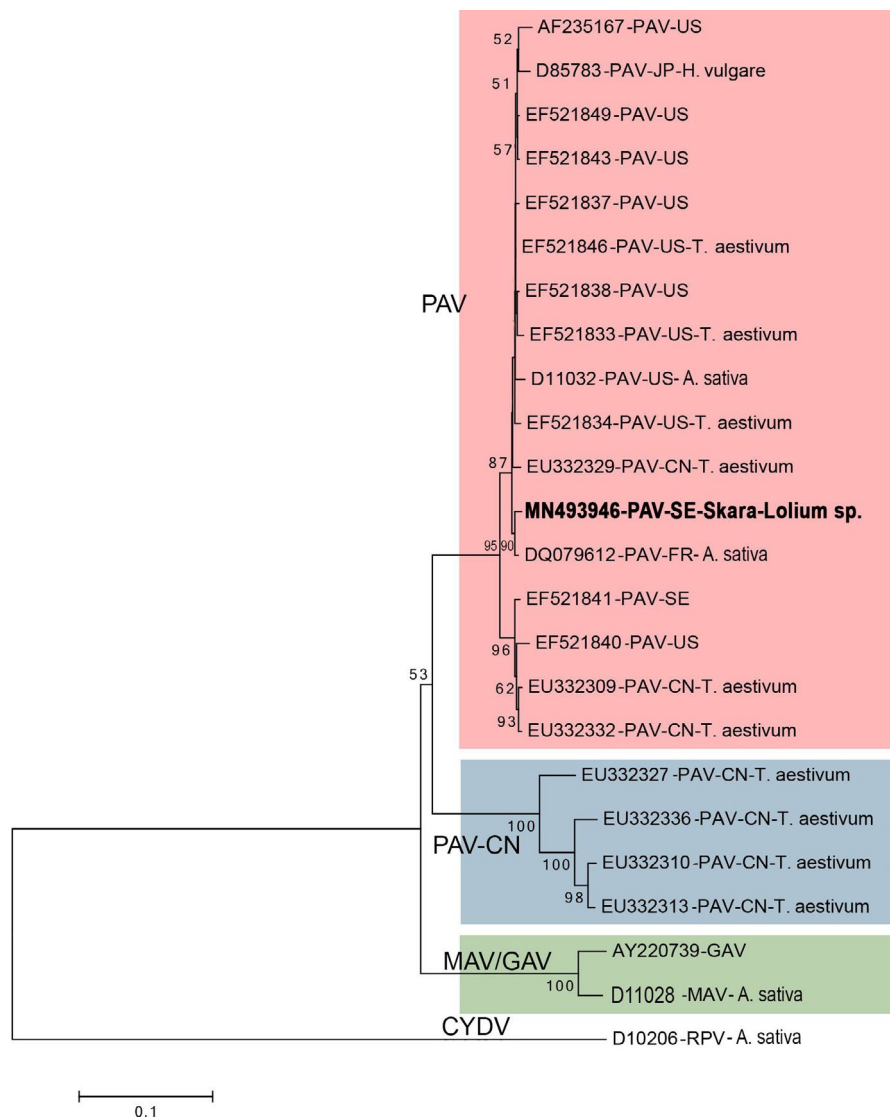 52
AF235167-PAV-US
D85783-PAV-JP-H. vulgare
51
EF521849-PAV-US
57
EF521843-PAV-US
EF521837-PAV-US
EF521846-PAV-US-T. aestivum
PAV
EF521838-PAV-US
EF521833-PAV-US-T. aestivum
D11032-PAV-US-A. sativa
EF521834-PAV-US-T. aestivum
87
EU332329-PAV-CN-T. aestivum
MN493946-PAV-SE-Skara-Lolium sp.
95 90
DQ079612-PAV-FR-A. sativa
EF521841-PAV-SE
96
EF521840-PAV-US
53
62
EU332309-PAV-CN-T. aestivum
93
EU332332-PAV-CN-T. aestivum
EU332327-PAV-CN-T. aestivum
100
EU332336-PAV-CN-T. aestivum
PAV-CN
100
EU332310-PAV-CN-T. aestivum
98
EU332313-PAV-CN-T. aestivum
MAV/GAV
AY220739-GAV
100
D11028 -MAV-A. sativa
CYDV
D10206-RPV-A. sativa
0.1